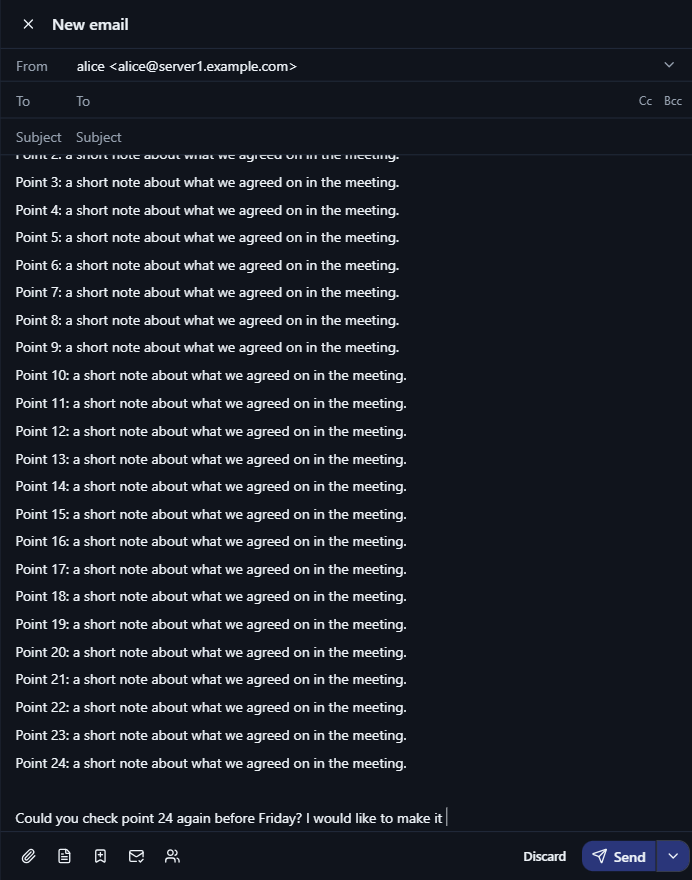 New email
From alice <alice@server1.example.com>
To To Cc Bcc
Subject Subject
Point 2: a short note about what we agreed on in the meeting.
Point 3: a short note about what we agreed on in the meeting.
Point 4: a short note about what we agreed on in the meeting.
Point 5: a short note about what we agreed on in the meeting.
Point 6: a short note about what we agreed on in the meeting.
Point 7: a short note about what we agreed on in the meeting.
Point 8: a short note about what we agreed on in the meeting.
Point 9: a short note about what we agreed on in the meeting.
Point 10: a short note about what we agreed on in the meeting.
Point 11: a short note about what we agreed on in the meeting.
Point 12: a short note about what we agreed on in the meeting.
Point 13: a short note about what we agreed on in the meeting.
Point 14: a short note about what we agreed on in the meeting.
Point 15: a short note about what we agreed on in the meeting.
Point 16: a short note about what we agreed on in the meeting.
Point 17: a short note about what we agreed on in the meeting.
Point 18: a short note about what we agreed on in the meeting.
Point 19: a short note about what we agreed on in the meeting.
Point 20: a short note about what we agreed on in the meeting.
Point 21: a short note about what we agreed on in the meeting.
Point 22: a short note about what we agreed on in the meeting.
Point 23: a short note about what we agreed on in the meeting.
Point 24: a short note about what we agreed on in the meeting.
Could you check point 24 again before Friday? I would like to make it
Discard Send